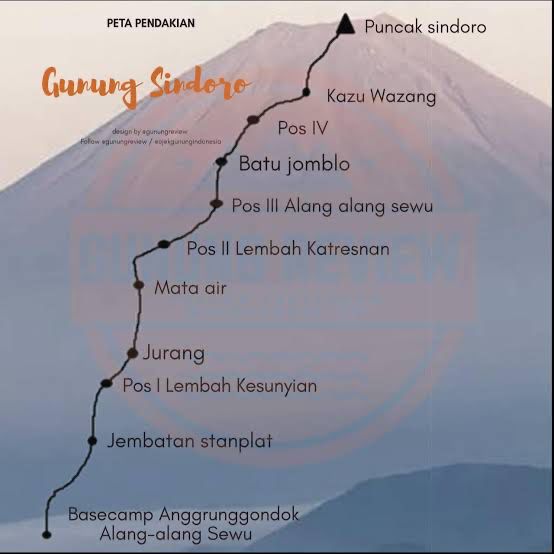 PETA PENDAKIAN
Gunung Sindoro
design by @gunungreview
Follow @gunungreview / @ojekgunungindonesia
Puncak sindoro
Kazu Wazang
Pos IV
Batu jomblo
Pos III Alang alang sewu
Pos II Lembah Katresnan
Mata air
Jurang
Pos I Lembah Kesunyian
Jembatan stanplat
Basecamp Anggrunggondok
Alang-alang Sewu
GUNUNG REVIEW